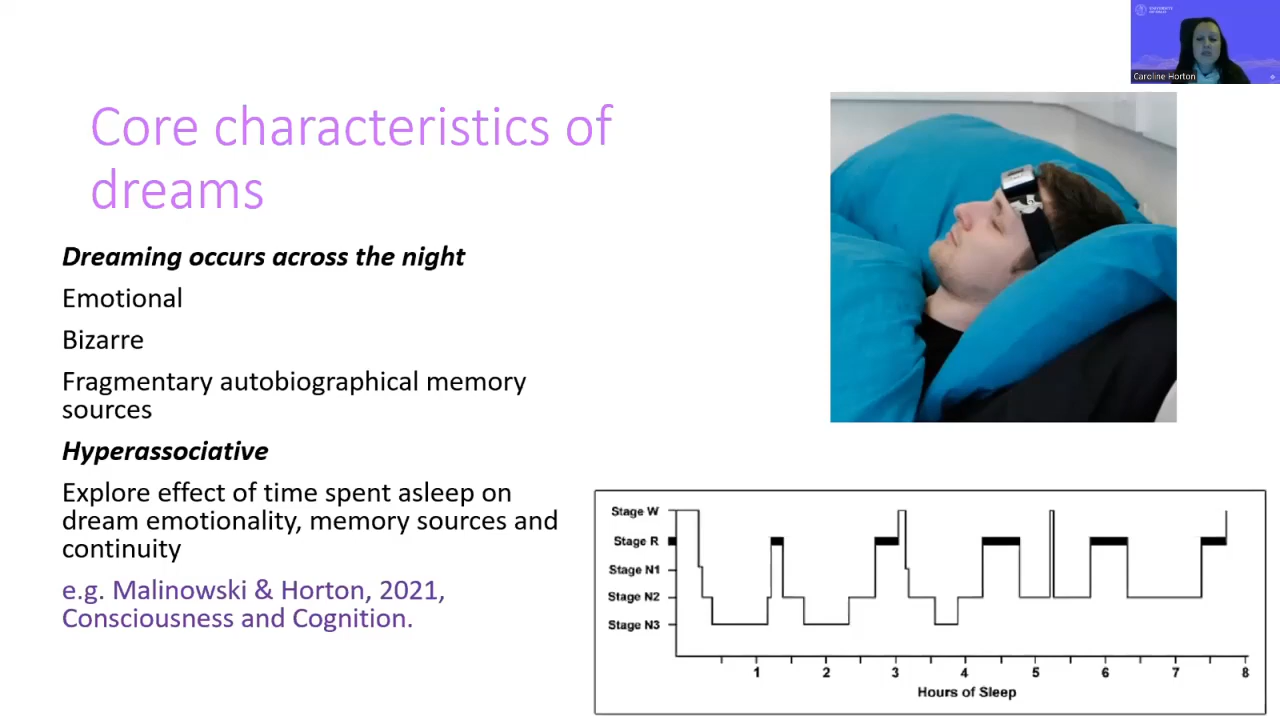 UNIVERSITY
Caroline Horton
Core characteristics of
dreams
Dreaming occurs across the night
Emotional
Bizarre
Fragmentary autobiographical memory
sources
Hyperassociative
Explore effect of time spent asleep on
dream emotionality, memory sources and
continuity
e.g. Malinowski & Horton, 2021,
Consciousness and Cognition.
Stage W
Stage R
Stage N1
Stage N2
Stage N3
1 2 3 4 5 6 7 8
Hours of Sleep